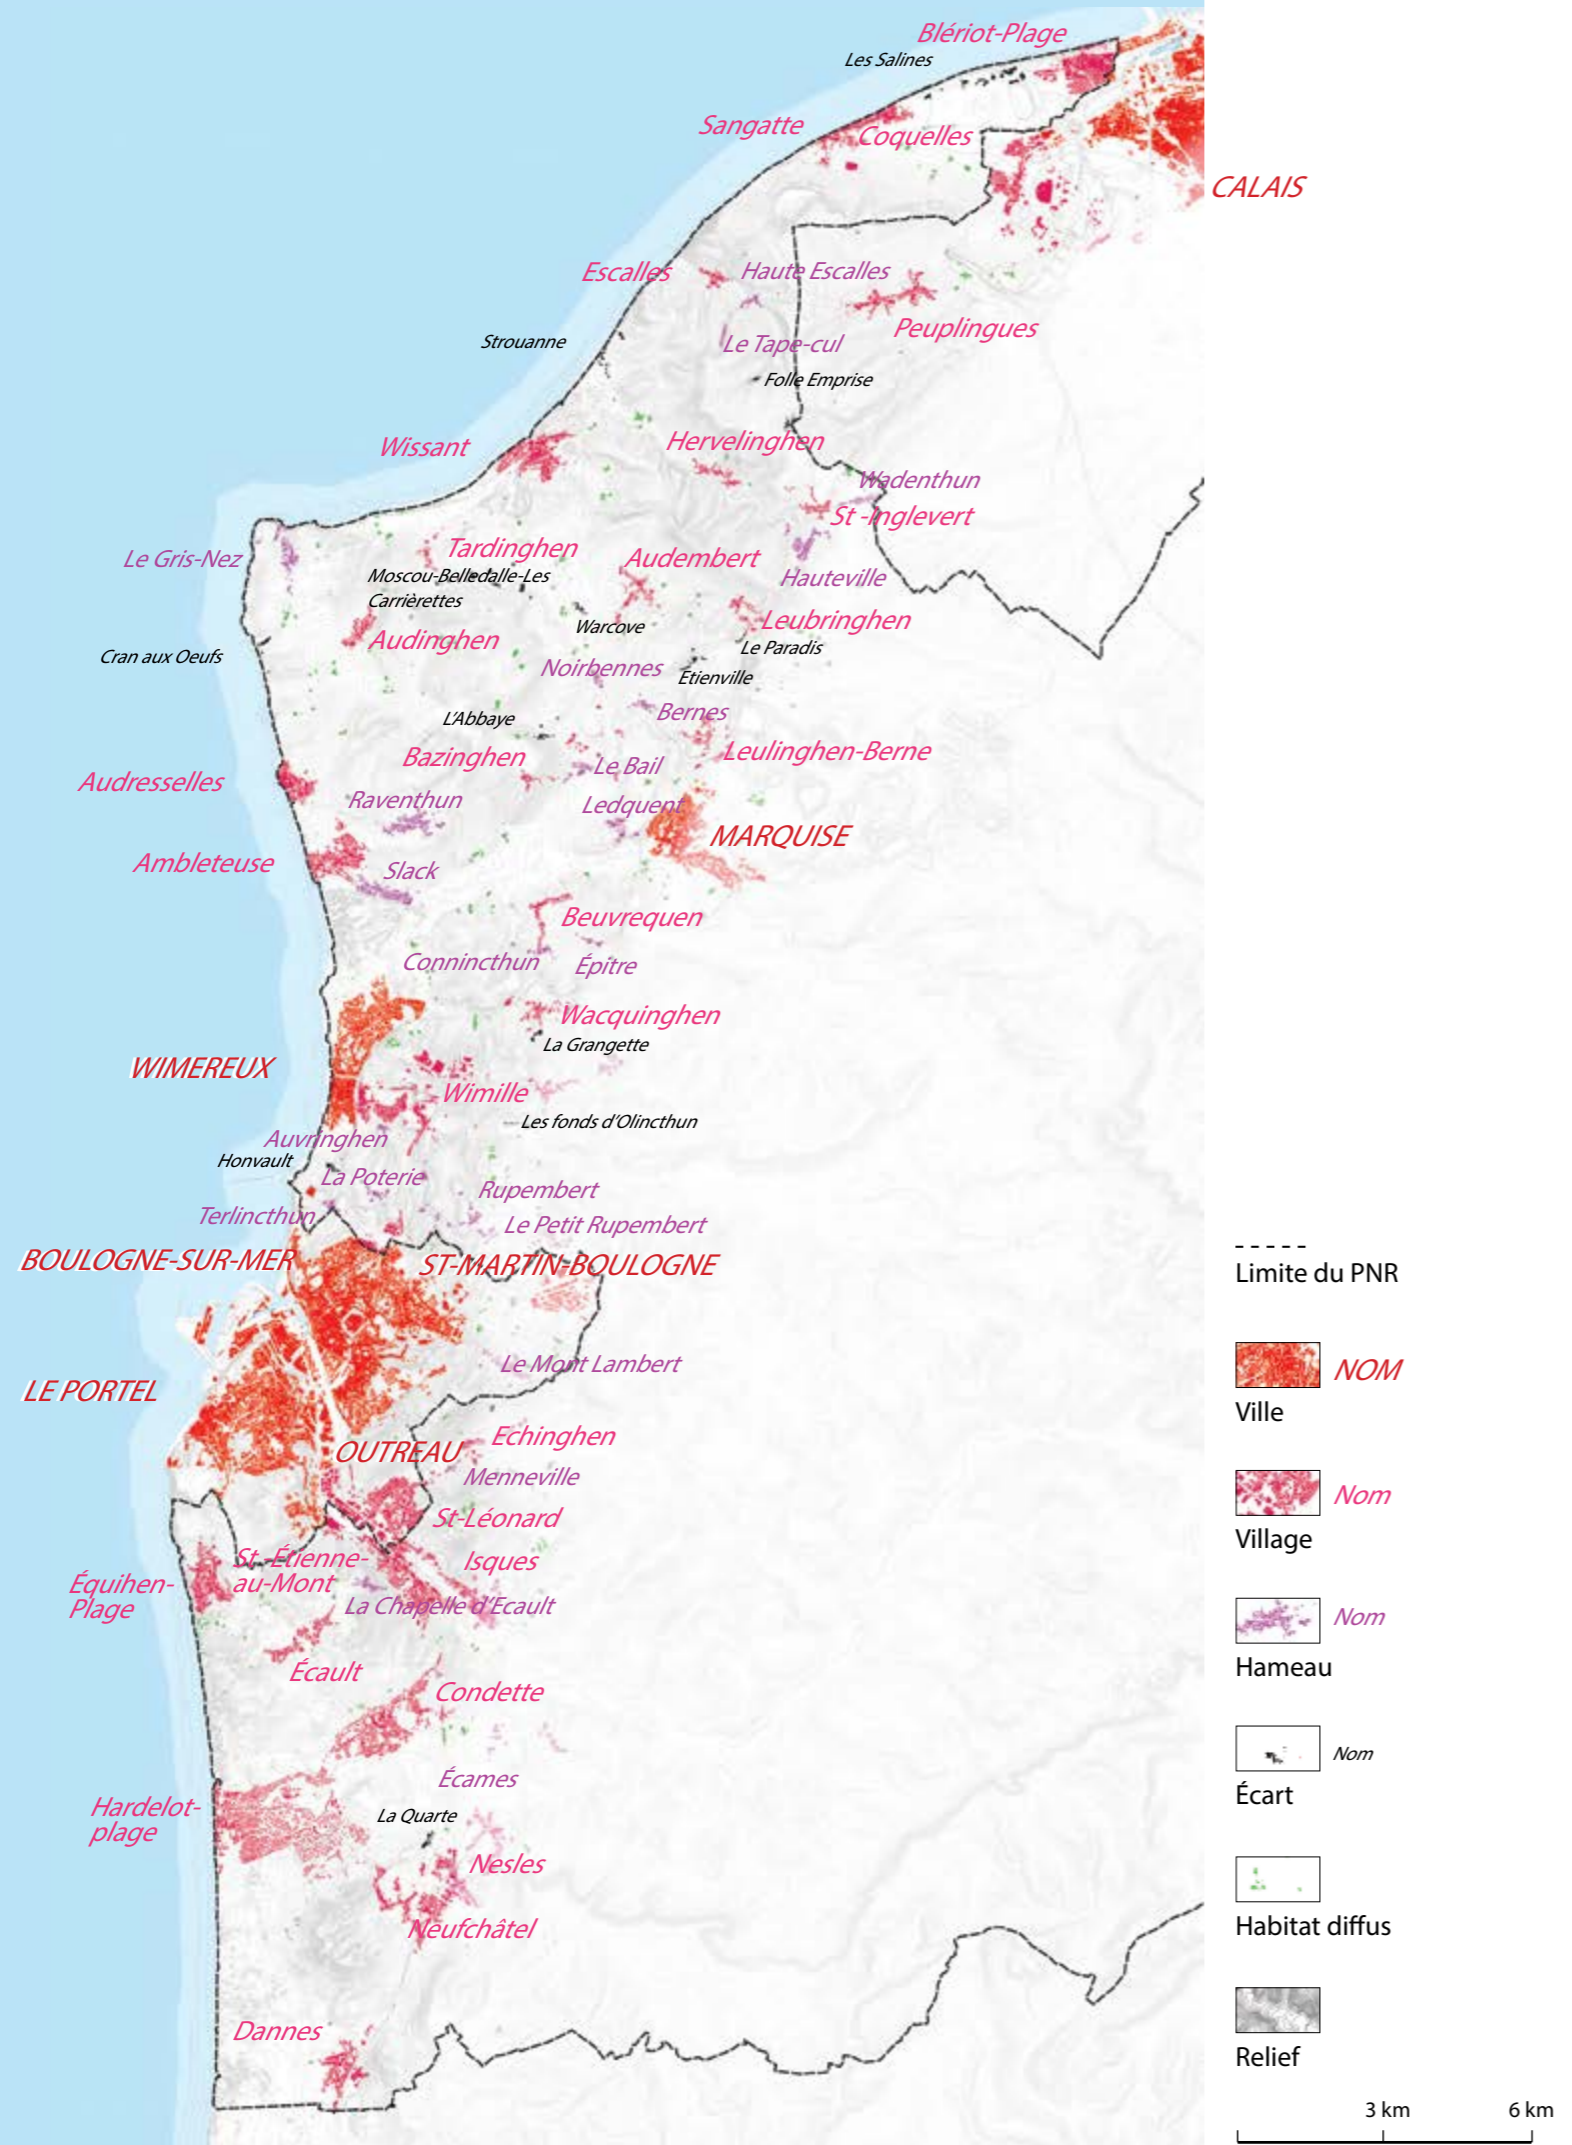 Blériot-Plage
Les Salines
Sangatte
Coquelles
CALAIS
Escalles
Haute Escalles
Peuplingues
Strouanne
Le Tape-cul
Folle Emprise
Wissant
Hervelinghen
Wadenthun
St -Inglevert
Le Gris-Nez
Tardinghen
Audembert
Moscou-Belledalle-Les
Carrièrettes
Hauteville
Warcove
Leubringhen
Audinghen
Le Paradis
Cran aux Oeufs
Noirbennes
Etienville
L'Abbaye
Bernes
Bazinghen
Le Bail
Leulinghen-Berne
Audresselles
Raventhun
Ledquent
MARQUISE
Ambleteuse
Slack
Beuvrequen
Connincthun
Épitre
Wacquinghen
La Grangette
WIMEREUX
Wimille
Les fonds d'Olincthun
Auvringhen
Honvault
La Poterie
Rupembert
Terlincthun
Le Petit Rupembert
BOULOGNE-SUR-MER
ST-MARTIN-BOULOGNE
Le Mont Lambert
LE PORTEL
Echinghen
OUTREAU
Menneville
St-Léonard
St -Étienne-
au-Mont
Isques
Équihen-
Plage
La Chapelle d'Ecault
Écault
Condette
Écames
Hardelot-
plage
La Quarte
Nesles
Neufchâtel
Dannes
Limite du PNR
NOM
Ville
Nom
Village
Nom
Hameau
Nom
Écart
Habitat diffus
Relief
3 km 6 km